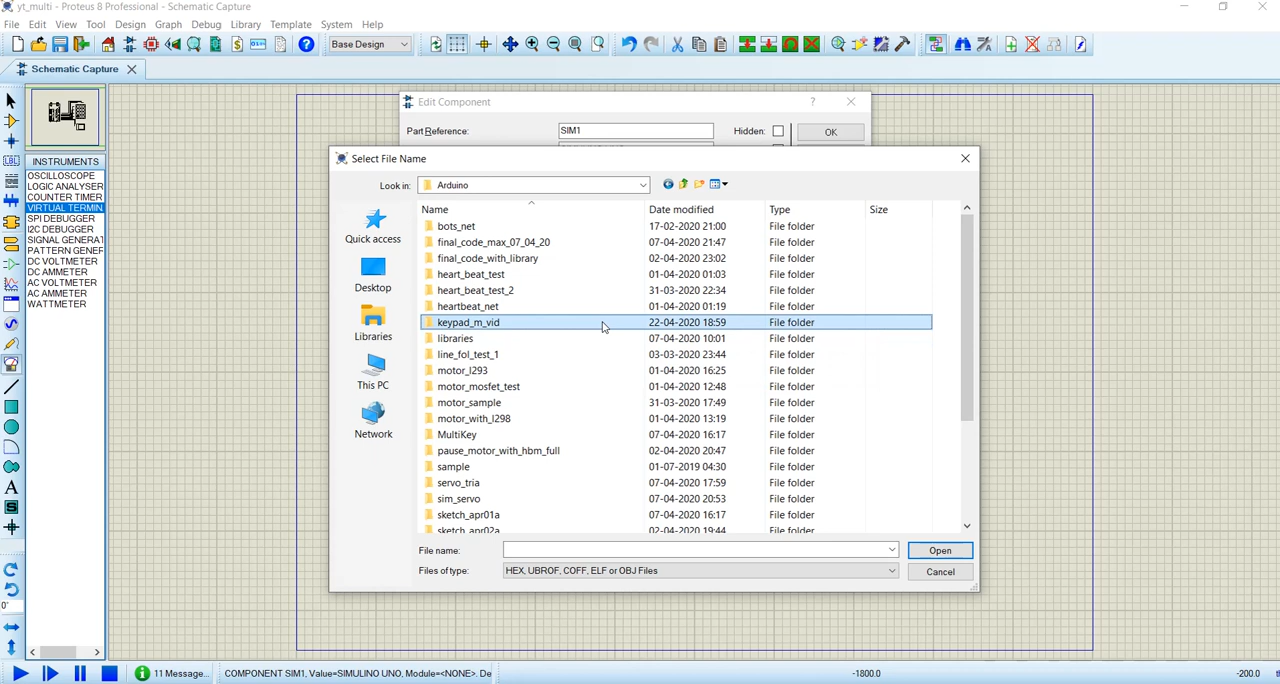 yt_multi - Proteus 8 Professional - Schematic Capture
File Edit View Tool Design Graph Debug Library Template System Help
Base Design
Schematic Capture
Edit Component ?
Part Reference: SIM1 Hidden: OK
Select File Name
Look in: Arduino
INSTRUMENTS
OSCILLOSCOPE
LOGIC ANALYSER
COUNTER TIMER
VIRTUAL TERMIN
SPI DEBUGGER
I2C DEBUGGER
SIGNAL GENERAT
PATTERN GENER
DC VOLTMETER
DC AMMETER
AC VOLTMETER
AC AMMETER
WATTMETER
LBL
A
S
0°
Quick access
Desktop
Libraries
This PC
Network
Name Date modified Type Size
bots_net 17-02-2020 21:00 File folder
final_code_max_07_04_20 07-04-2020 21:47 File folder
final_code_with_library 02-04-2020 23:02 File folder
heart_beat_test 01-04-2020 01:03 File folder
heart_beat_test_2 31-03-2020 22:34 File folder
heartbeat_net 01-04-2020 01:19 File folder
keypad_m_vid 22-04-2020 18:59 File folder
libraries 07-04-2020 10:01 File folder
line_fol_test_1 03-03-2020 23:44 File folder
motor_l293 01-04-2020 16:25 File folder
motor_mosfet_test 01-04-2020 12:48 File folder
motor_sample 31-03-2020 17:49 File folder
motor_with_l298 01-04-2020 13:19 File folder
MultiKey 07-04-2020 16:17 File folder
pause_motor_with_hbm_full 02-04-2020 20:47 File folder
sample 01-07-2019 04:30 File folder
servo_tria 07-04-2020 17:59 File folder
sim_servo 07-04-2020 20:53 File folder
sketch_apr01a 07-04-2020 16:17 File folder
sketch_apr02a 02-04-2020 19:44 File folder
File name: Open
Files of type: HEX, UBROF, COFF, ELF or OBJ Files Cancel
11 Message... COMPONENT SIM1, Value=SIMULINO UNO, Module=<NONE>, De -1800.0 -200.0